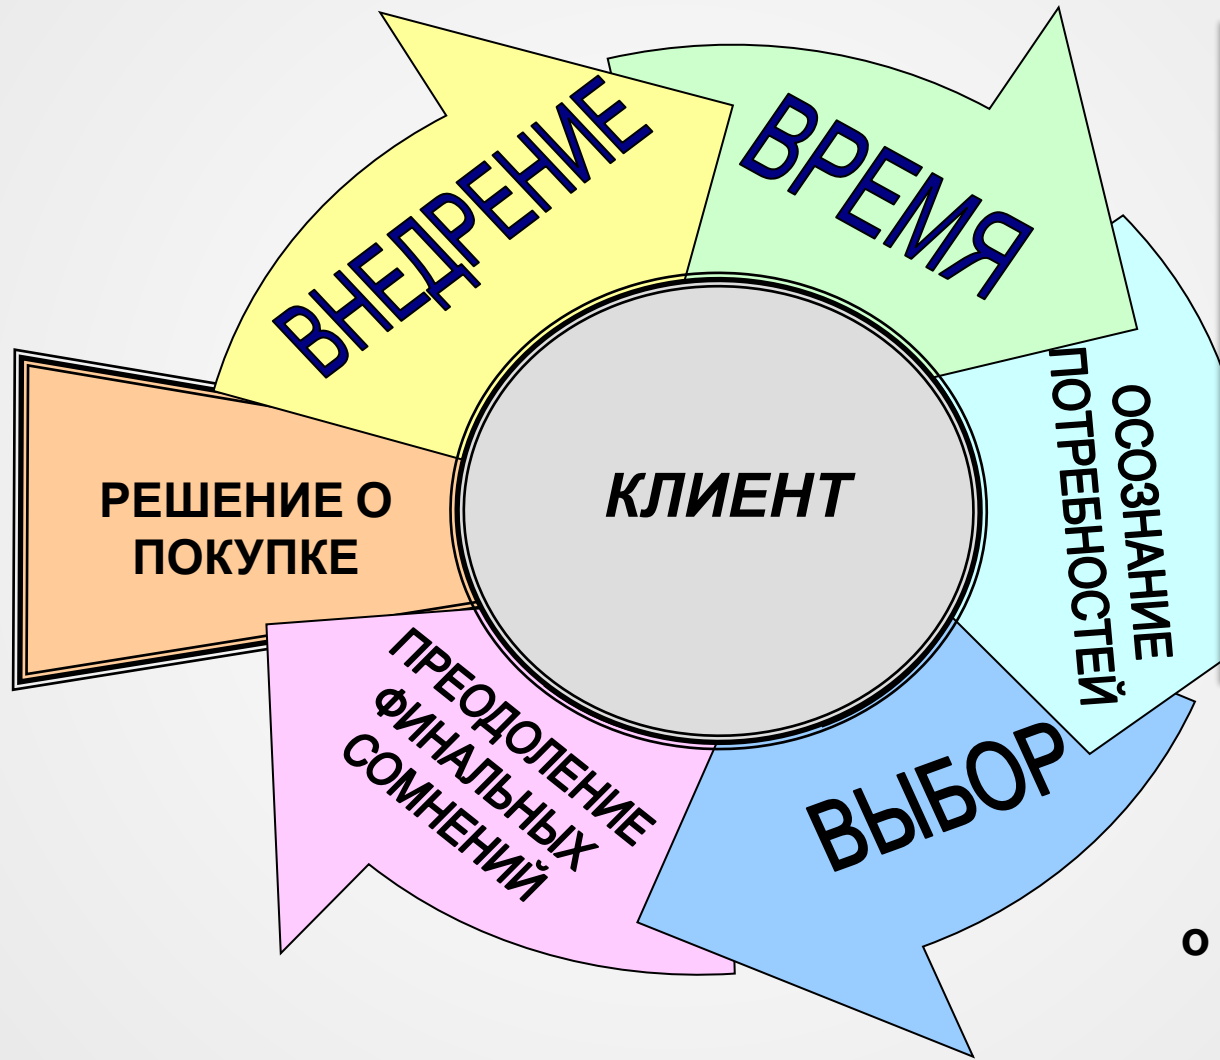 ВНЕДРЕНИЕ
ВРЕМЯ
ОСОЗНАНИЕ
ПОТРЕБНОСТЕЙ
КЛИЕНТ
РЕШЕНИЕ О
ПОКУПКЕ
ПРЕОДОЛЕНИЕ
ФИНАЛЬНЫХ
СОМНЕНИЙ
ВЫБОР
о